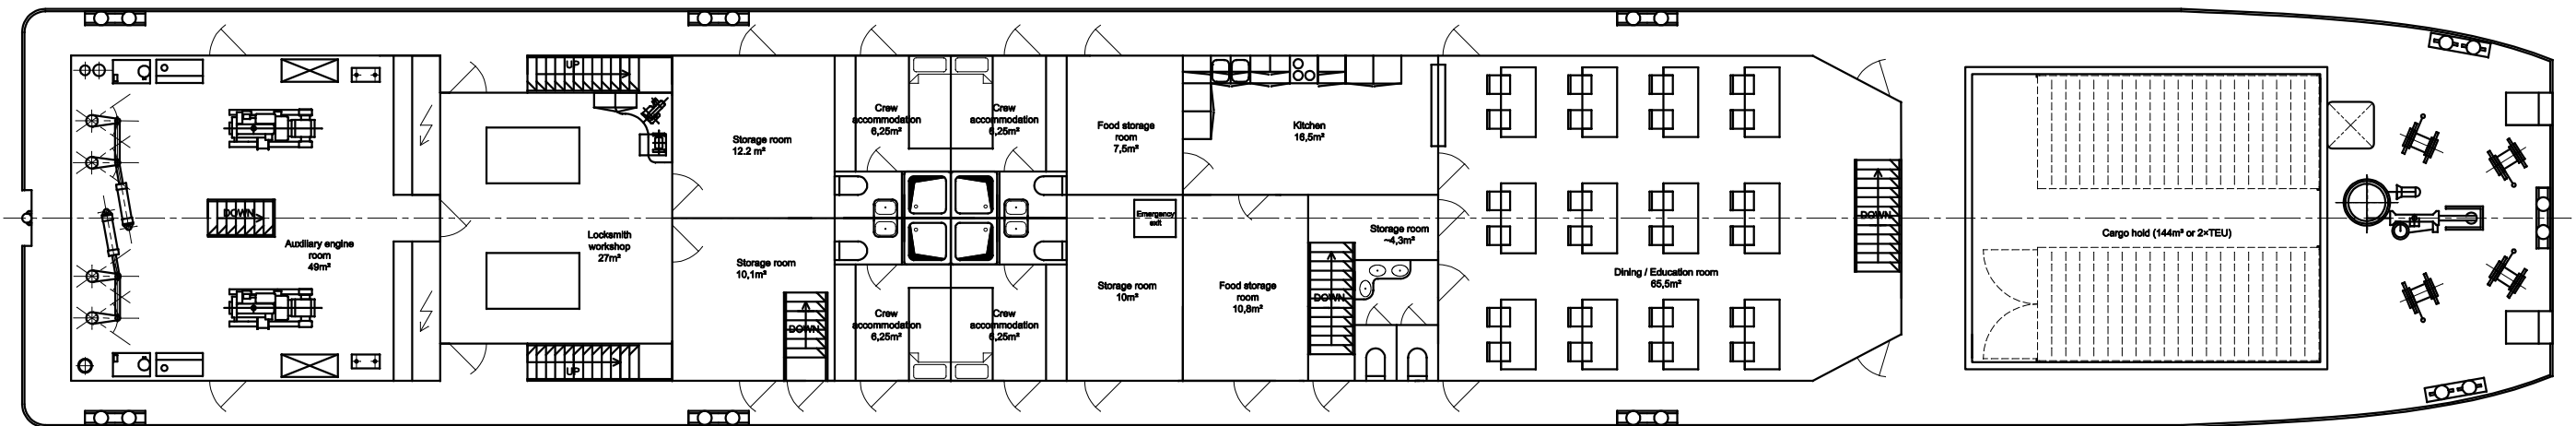 UP
DOWN
Auxiliary engine
room
49m²
UP
Locksmith
workshop
27m²
Storage room
12.2 m²
Storage room
10,1m²
DOWN
Crew
accommodation
6,25m²
Crew
accommodation
6,25m²
Crew
accommodation
6,25m²
Crew
accommodation
6,25m²
Food storage
room
7,5m²
Emergency
exit
Storage room
10m²
Kitchen
16,5m²
Food storage
room
10,8m²
DOWN
Storage room
~4,3m²
Dining / Education room
65,5m²
DOWN
Cargo hold (144m² or 2×TEU)